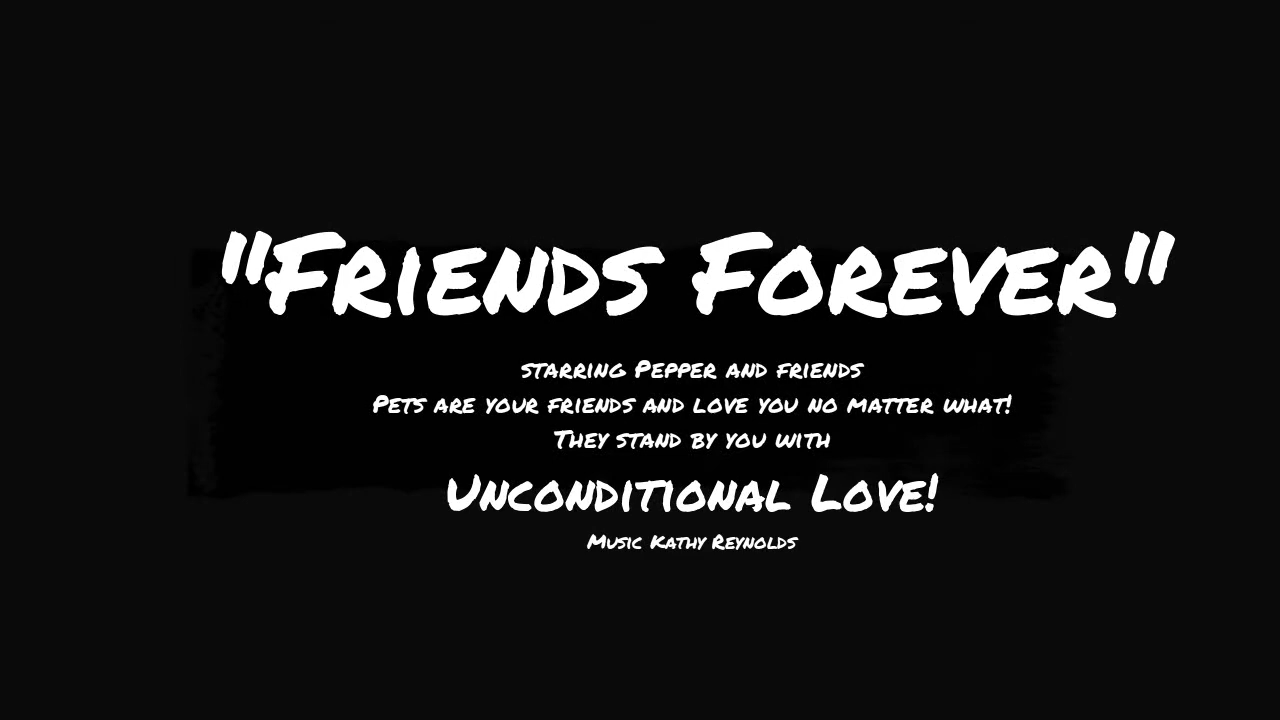 "Friends Forever"
starring Pepper and friends
Pets are your friends and love you no matter what!
They stand by you with
Unconditional Love!
Music Kathy Reynolds